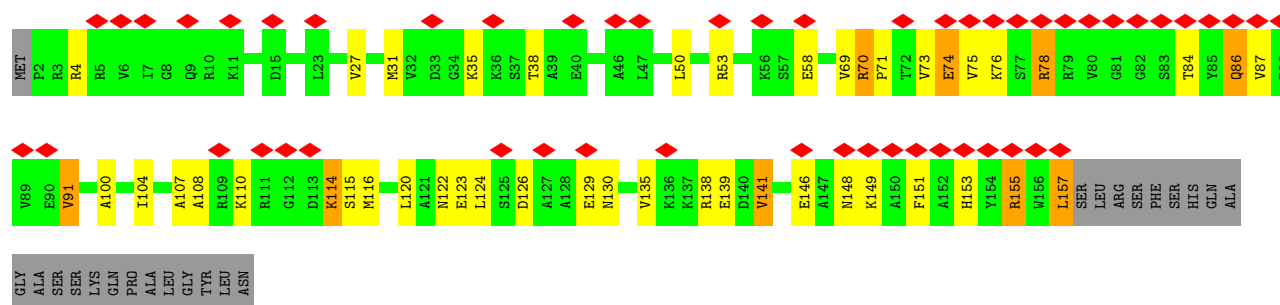 MET P2 R3 R4 R5 V6 I7 G8 Q9 R10 K11 D15 L23 V27 M31 V32 D33 G34 K35 K36 S37 T38 A39 E40 A46 L47 L50 R53 K56 S57 E58 V69 R70 P71 T72 V73 E74 V75 K76 S77 R78 R79 V80 G81 G82 S83 T84 Y85 Q86 V87
V89 E90 V91 A100 I104 A107 A108 R109 K110 R111 G112 D113 K114 S115 M116 L120 A121 N122 E123 L124 S125 D126 A127 A128 E129 N130 V135 K136 K137 R138 E139 D140 V141 E146 A147 N148 K149 A150 F151 A152 H153 Y154 R155 W156 L157 SER LEU ARG SER PHE SER HIS GLN ALA
GLY ALA SER SER LYS GLN PRO ALA LEU GLY TYR LEU ASN